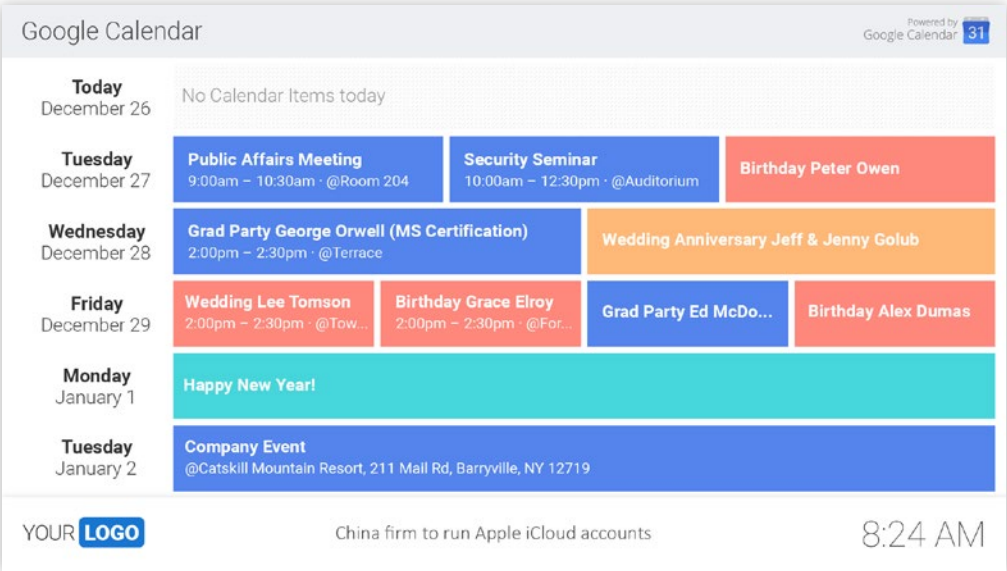 Google Calendar
Powered by
Google Calendar
31
Today
December 26
No Calendar Items today
Tuesday
December 27
Public Affairs Meeting
9:00am – 10:30am · @Room 204
Security Seminar
10:00am – 12:30pm · @Auditorium
Birthday Peter Owen
Wednesday
December 28
Grad Party George Orwell (MS Certification)
2:00pm – 2:30pm · @Terrace
Wedding Anniversary Jeff & Jenny Golub
Friday
December 29
Wedding Lee Tomson
2:00pm – 2:30pm · @Tow...
Birthday Grace Elroy
2:00pm – 2:30pm · @For...
Grad Party Ed McDo...
Birthday Alex Dumas
Monday
January 1
Happy New Year!
Tuesday
January 2
Company Event
@Catskill Mountain Resort, 211 Mail Rd, Barryville, NY 12719
YOUR LOGO
China firm to run Apple iCloud accounts
8:24 AM